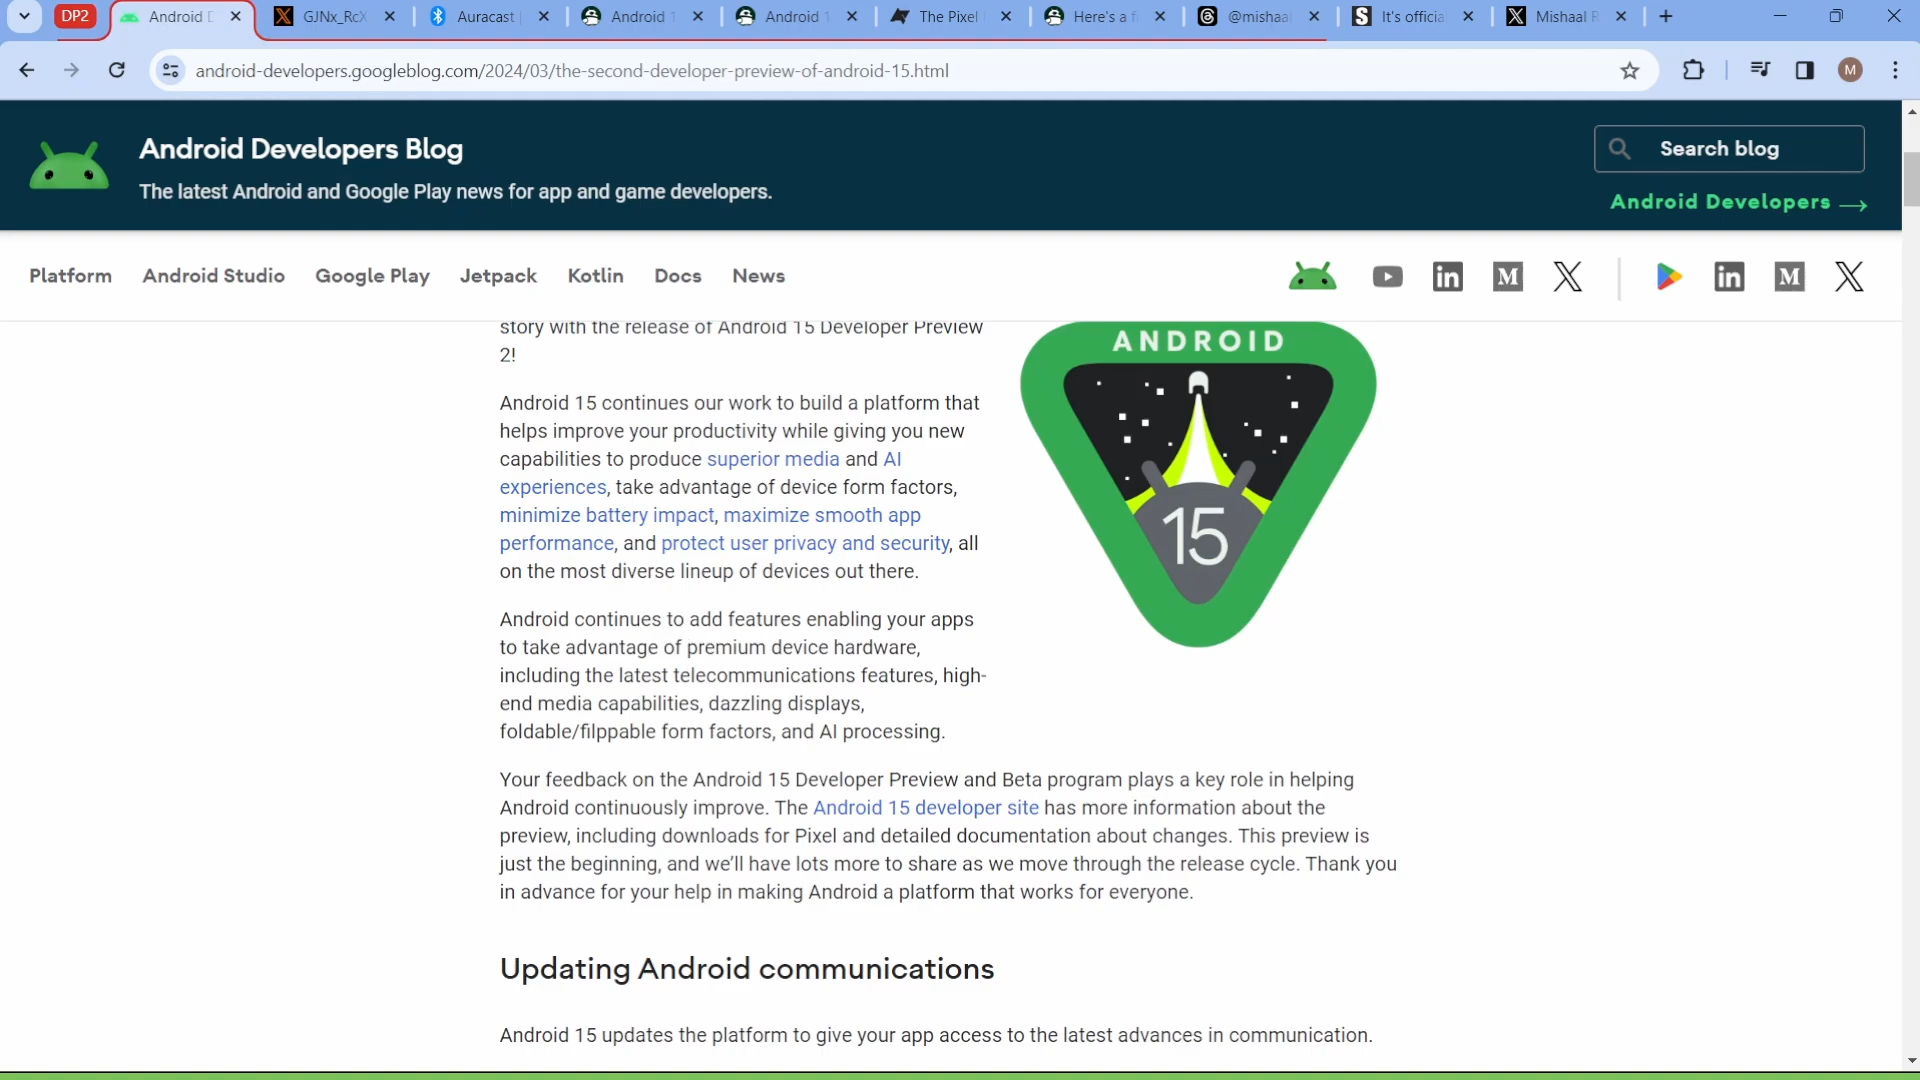 DP2
Android D
GJNx_RcX
Auracast
Android 1
Android 1
The Pixel
Here's a f
@mishaal
It's officia
Mishaal R
android-developers.googleblog.com/2024/03/the-second-developer-preview-of-android-15.html
M
Android Developers Blog
The latest Android and Google Play news for app and game developers.
Search blog
Android Developers
Platform
Android Studio
Google Play
Jetpack
Kotlin
Docs
News
story with the release of Android 15 Developer Preview
2!
Android 15 continues our work to build a platform that
helps improve your productivity while giving you new
capabilities to produce superior media and AI
experiences, take advantage of device form factors,
minimize battery impact, maximize smooth app
performance, and protect user privacy and security, all
on the most diverse lineup of devices out there.
ANDROID
15
Android continues to add features enabling your apps
to take advantage of premium device hardware,
including the latest telecommunications features, high-
end media capabilities, dazzling displays,
foldable/filppable form factors, and AI processing.
Your feedback on the Android 15 Developer Preview and Beta program plays a key role in helping
Android continuously improve. The Android 15 developer site has more information about the
preview, including downloads for Pixel and detailed documentation about changes. This preview is
just the beginning, and we’ll have lots more to share as we move through the release cycle. Thank you
in advance for your help in making Android a platform that works for everyone.
Updating Android communications
Android 15 updates the platform to give your app access to the latest advances in communication.